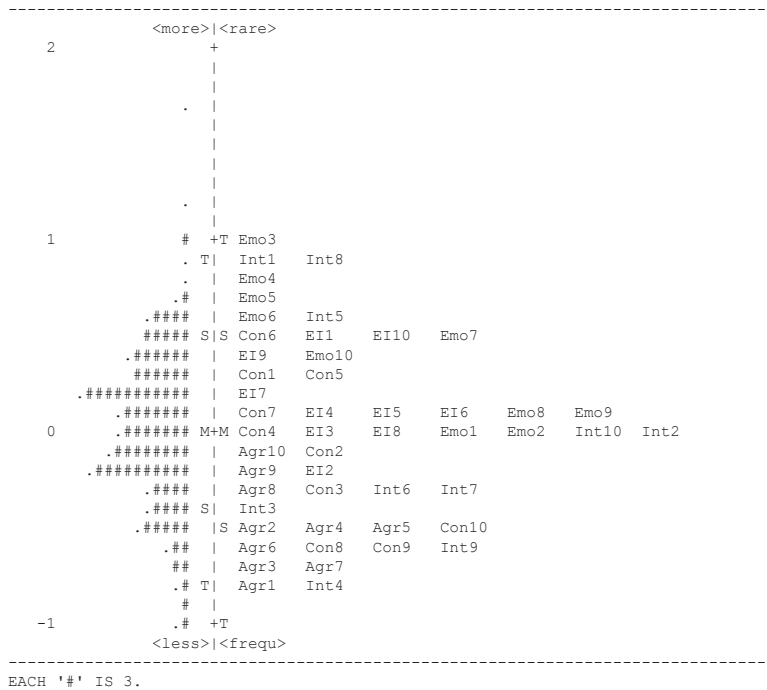 --------------------------------------------------------------------------------
<more>|<rare>
2 +
|
|
. |
|
|
|
|
. |
|
1 # +T Emo3
. T| Int1 Int8
. | Emo4
.# | Emo5
.#### | Emo6 Int5
##### S|S Con6 EI1 EI10 Emo7
.###### | EI9 Emo10
###### | Con1 Con5
.########### | EI7
.####### | Con7 EI4 EI5 EI6 Emo8 Emo9
0 .####### M+M Con4 EI3 EI8 Emo1 Emo2 Int10 Int2
.######## | Agr10 Con2
.########## | Agr9 EI2
.#### | Agr8 Con3 Int6 Int7
.#### S| Int3
.##### |S Agr2 Agr4 Agr5 Con10
.## | Agr6 Con8 Con9 Int9
## | Agr3 Agr7
.# T| Agr1 Int4
# |
-1 .# +T
<less>|<frequ>
--------------------------------------------------------------------------------
EACH '#' IS 3.